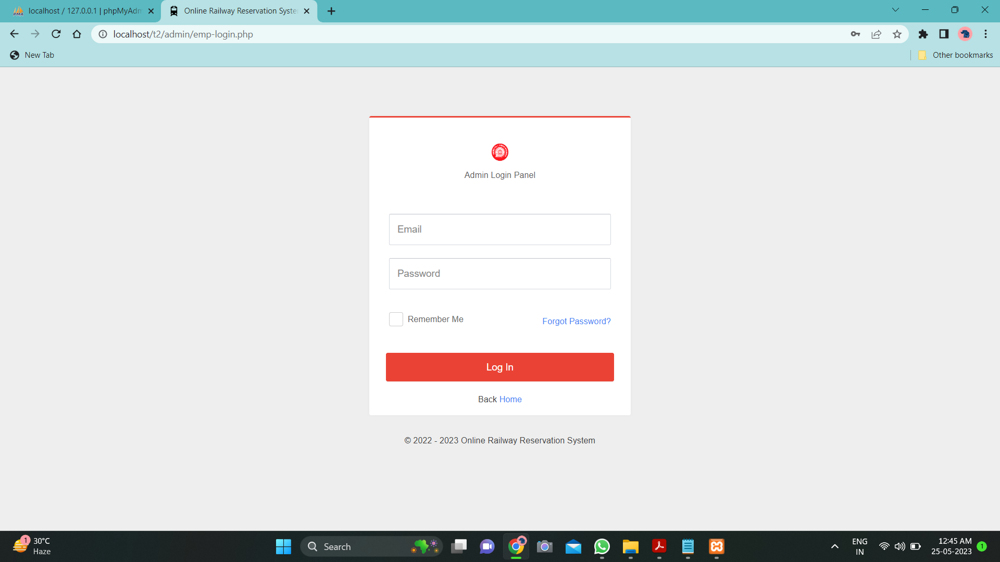 localhost / 127.0.0.1 | phpMyAdm
Online Railway Reservation Syste
localhost/t2/admin/emp-login.php
New Tab
Other bookmarks
Admin Login Panel
Email
Password
Remember Me
Forgot Password?
Log In
Back Home
© 2022 - 2023 Online Railway Reservation System
1
30°C
Haze
Search
ENG
IN
12:45 AM
25-05-2023
1